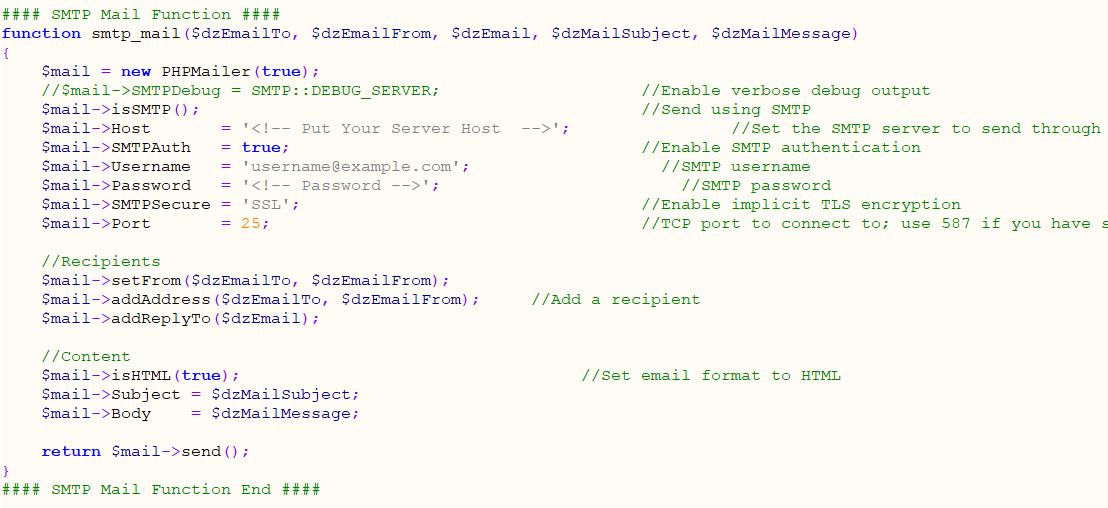 #### SMTP Mail Function ####
function smtp_mail($dzEmailTo, $dzEmailFrom, $dzEmail, $dzMailSubject, $dzMailMessage)
{
    $mail = new PHPMailer(true);
    //$mail->SMTPDebug = SMTP::DEBUG_SERVER;                    //Enable verbose debug output
    $mail->isSMTP();                                            //Send using SMTP
    $mail->Host       = '<!-- Put Your Server Host  -->';                //Set the SMTP server to send through
    $mail->SMTPAuth   = true;                                   //Enable SMTP authentication
    $mail->Username   = 'username@example.com';                   //SMTP username
    $mail->Password   = '<!-- Password -->';                        //SMTP password
    $mail->SMTPSecure = 'SSL';                                  //Enable implicit TLS encryption
    $mail->Port       = 25;                                     //TCP port to connect to; use 587 if you have s

    //Recipients
    $mail->setFrom($dzEmailTo, $dzEmailFrom);
    $mail->addAddress($dzEmailTo, $dzEmailFrom);     //Add a recipient
    $mail->addReplyTo($dzEmail);

    //Content
    $mail->isHTML(true);                                  //Set email format to HTML
    $mail->Subject = $dzMailSubject;
    $mail->Body    = $dzMailMessage;

    return $mail->send();
}
#### SMTP Mail Function End ####